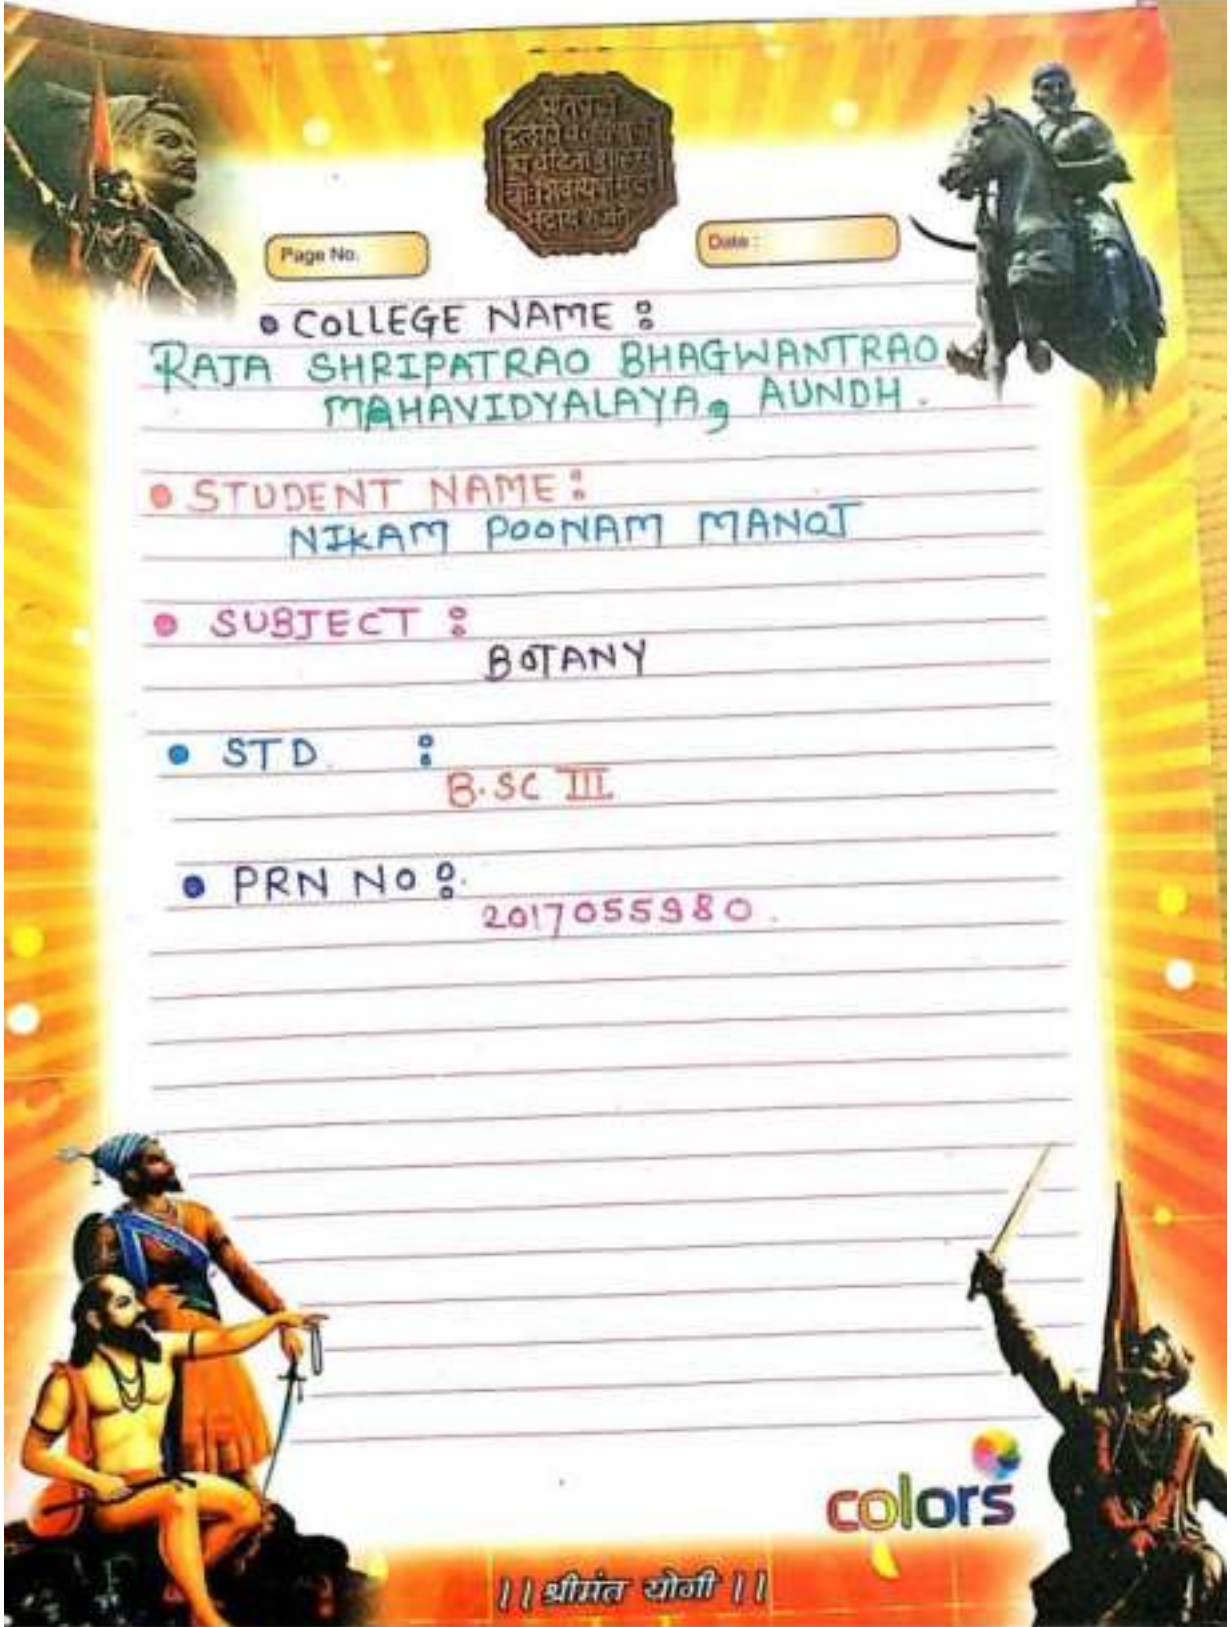 Page No.
Date :
• COLLEGE NAME :
RAJA SHRIPATRAO BHAGWANTRAO
MAHAVIDYALAYA, AUNDH.
• STUDENT NAME :
NIKAM POONAM MANOJ
• SUBJECT :
BOTANY
• STD. :
B.SC III
• PRN NO :
2017055980.
colors
||श्रीमंत योगी||